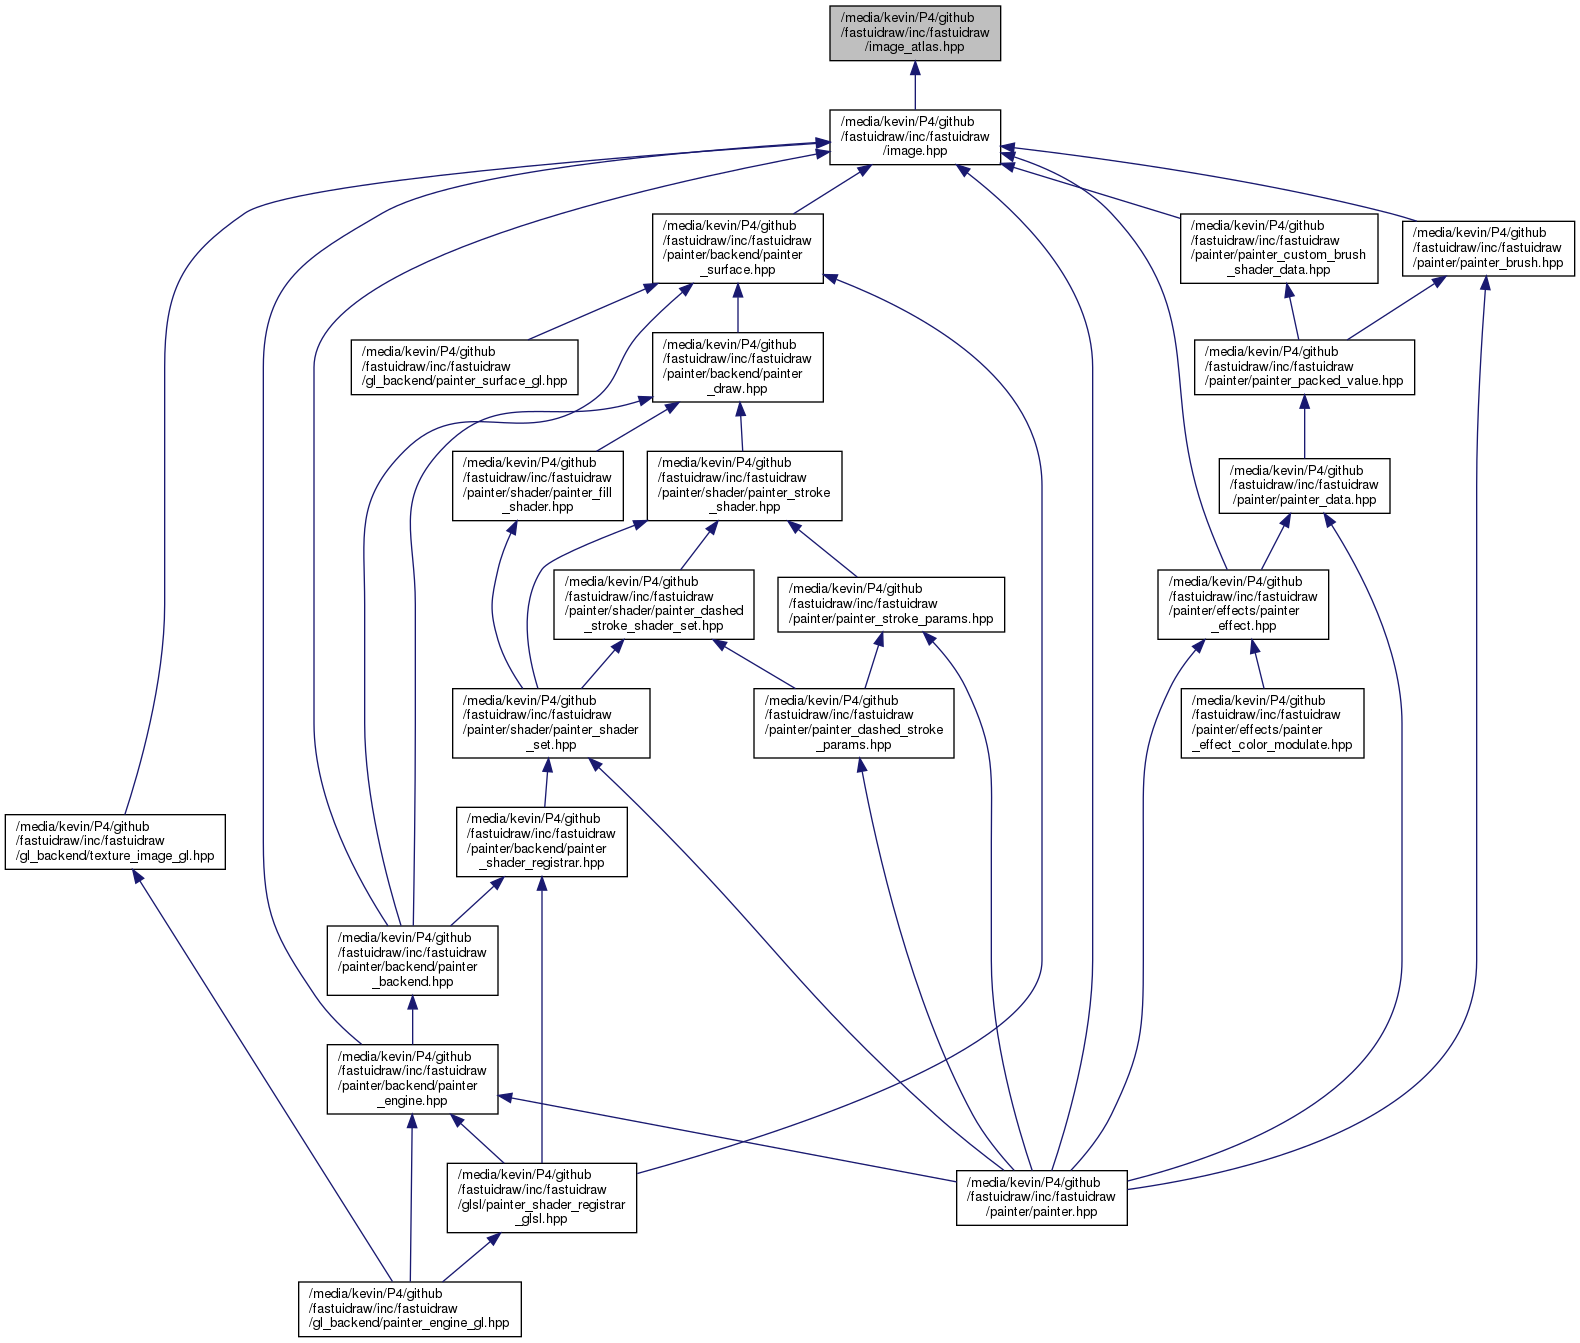 /media/kevin/P4/github
/fastuidraw/inc/fastuidraw
/image_atlas.hpp
/media/kevin/P4/github
/fastuidraw/inc/fastuidraw
/image.hpp
/media/kevin/P4/github
/fastuidraw/inc/fastuidraw
/painter/backend/painter
_surface.hpp
/media/kevin/P4/github
/fastuidraw/inc/fastuidraw
/painter/painter_custom_brush
_shader_data.hpp
/media/kevin/P4/github
/fastuidraw/inc/fastuidraw
/painter/painter_brush.hpp
/media/kevin/P4/github
/fastuidraw/inc/fastuidraw
/gl_backend/painter_surface_gl.hpp
/media/kevin/P4/github
/fastuidraw/inc/fastuidraw
/painter/backend/painter
_draw.hpp
/media/kevin/P4/github
/fastuidraw/inc/fastuidraw
/painter/painter_packed_value.hpp
/media/kevin/P4/github
/fastuidraw/inc/fastuidraw
/painter/shader/painter_fill
_shader.hpp
/media/kevin/P4/github
/fastuidraw/inc/fastuidraw
/painter/shader/painter_stroke
_shader.hpp
/media/kevin/P4/github
/fastuidraw/inc/fastuidraw
/painter/painter_data.hpp
/media/kevin/P4/github
/fastuidraw/inc/fastuidraw
/painter/shader/painter_dashed
_stroke_shader_set.hpp
/media/kevin/P4/github
/fastuidraw/inc/fastuidraw
/painter/painter_stroke_params.hpp
/media/kevin/P4/github
/fastuidraw/inc/fastuidraw
/painter/effects/painter
_effect.hpp
/media/kevin/P4/github
/fastuidraw/inc/fastuidraw
/painter/shader/painter_shader
_set.hpp
/media/kevin/P4/github
/fastuidraw/inc/fastuidraw
/painter/painter_dashed_stroke
_params.hpp
/media/kevin/P4/github
/fastuidraw/inc/fastuidraw
/painter/effects/painter
_effect_color_modulate.hpp
/media/kevin/P4/github
/fastuidraw/inc/fastuidraw
/gl_backend/texture_image_gl.hpp
/media/kevin/P4/github
/fastuidraw/inc/fastuidraw
/painter/backend/painter
_shader_registrar.hpp
/media/kevin/P4/github
/fastuidraw/inc/fastuidraw
/painter/backend/painter
_backend.hpp
/media/kevin/P4/github
/fastuidraw/inc/fastuidraw
/painter/backend/painter
_engine.hpp
/media/kevin/P4/github
/fastuidraw/inc/fastuidraw
/glsl/painter_shader_registrar
_glsl.hpp
/media/kevin/P4/github
/fastuidraw/inc/fastuidraw
/painter/painter.hpp
/media/kevin/P4/github
/fastuidraw/inc/fastuidraw
/gl_backend/painter_engine_gl.hpp